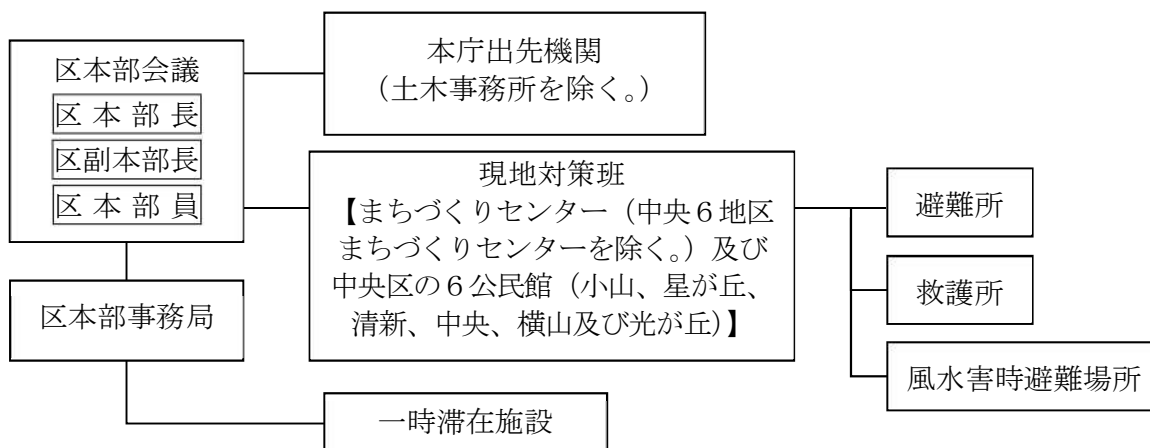 区本部会議
区本部長
区副本部長
区本部員
区本部事務局
本庁出先機関
（土木事務所を除く。）
現地対策班
【まちづくりセンター（中央６地区
まちづくりセンターを除く。）及び
中央区の６公民館（小山、星が丘、
清新、中央、横山及び光が丘）】
一時滞在施設
避難所
救護所
風水害時避難場所